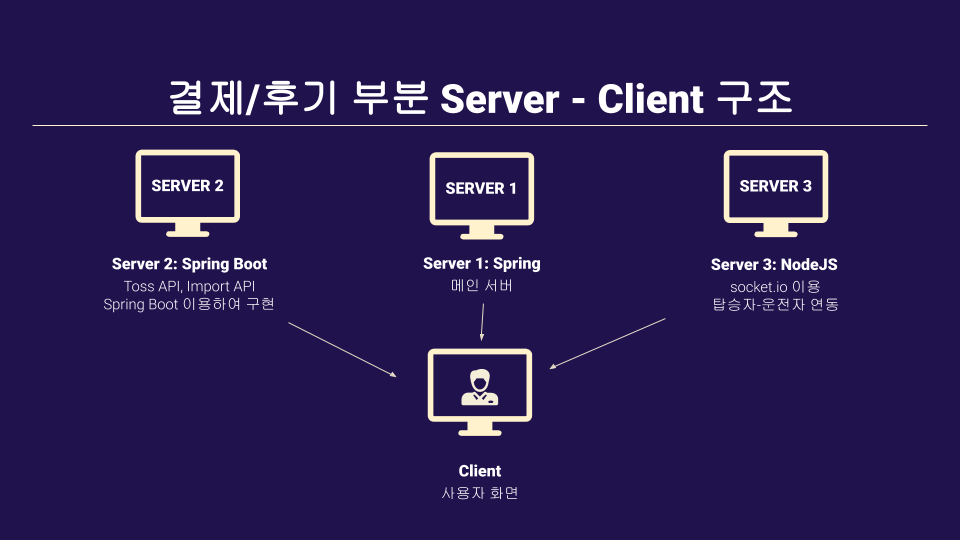 결제/후기 부분 Server - Client 구조
SERVER 2
Server 2: Spring Boot
Toss API, Import API
Spring Boot 이용하여 구현
SERVER 1
Server 1: Spring
메인 서버
SERVER 3
Server 3: NodeJS
socket.io 이용
탑승자-운전자 연동
Client
사용자 화면